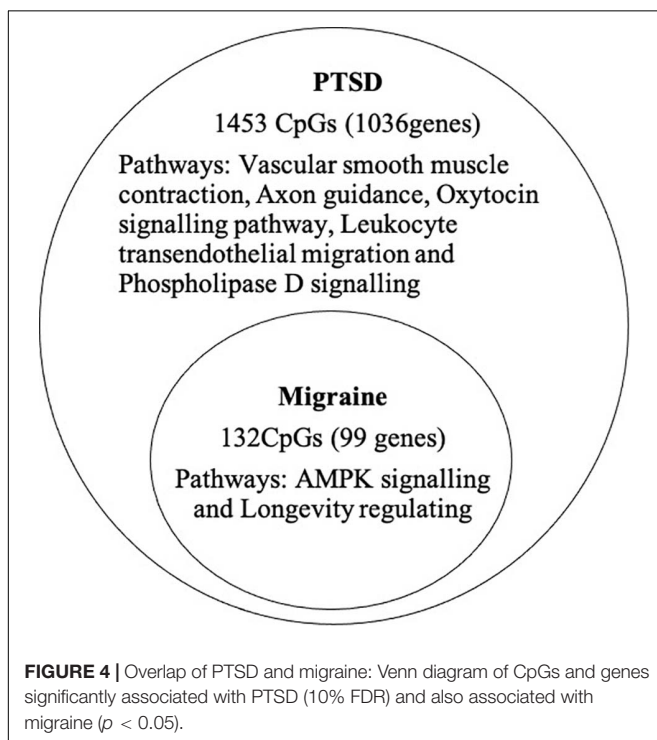 PTSD
1453 CpGs (1036genes)
Pathways: Vascular smooth muscle
contraction, Axon guidance, Oxytocin
signalling pathway, Leukocyte
transendothelial migration and
Phospholipase D signalling
Migraine
132CpGs (99 genes)
Pathways: AMPK signalling
and Longevity regulating
FIGURE 4 | Overlap of PTSD and migraine: Venn diagram of CpGs and genes
significantly associated with PTSD (10% FDR) and also associated with
migraine (p < 0.05).